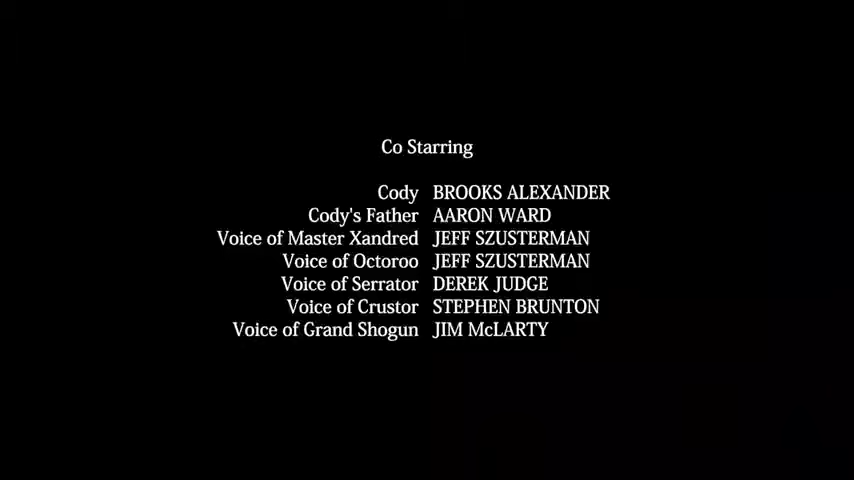 Co Starring
Cody BROOKS ALEXANDER
Cody's Father AARON WARD
Voice of Master Xandred JEFF SZUSTERMAN
Voice of Octoroo JEFF SZUSTERMAN
Voice of Serrator DEREK JUDGE
Voice of Crustor STEPHEN BRUNTON
Voice of Grand Shogun JIM McLARTY